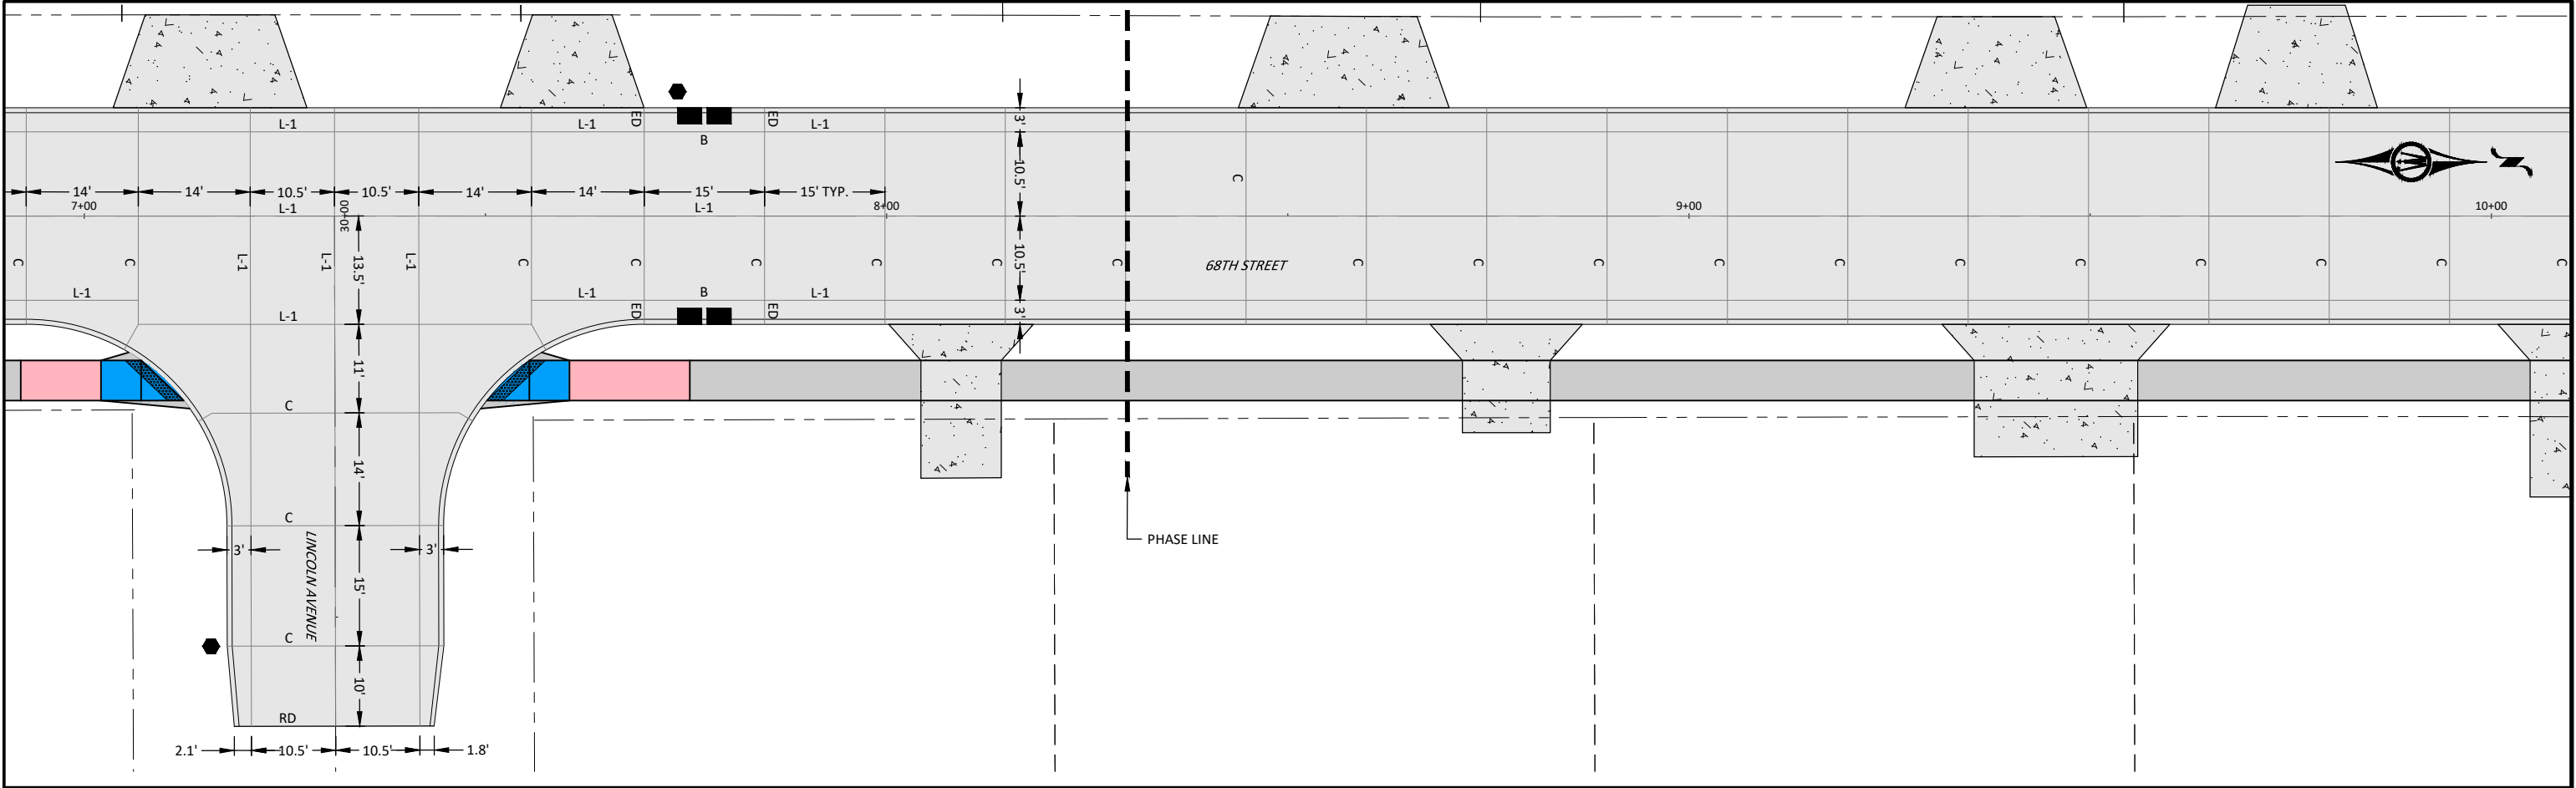 L-1
L-1
ED
ED
L-1
3'
B
10.5'
C
14'
14'
10.5'
10.5'
14'
14'
15'
15' TYP.
7+00
L-1
30+00
L-1
8+00
9+00
10+00
C
C
L-1
L-1
13.5'
L-1
C
C
C
C
10.5'
C
68TH STREET
C
C
C
C
C
C
C
C
C
L-1
L-1
ED
B
ED
L-1
3'
L-1
11'
C
14'
C
3'
LINCOLN AVENUE
15'
3'
PHASE LINE
C
10'
RD
2.1'
10.5'
10.5'
1.8'